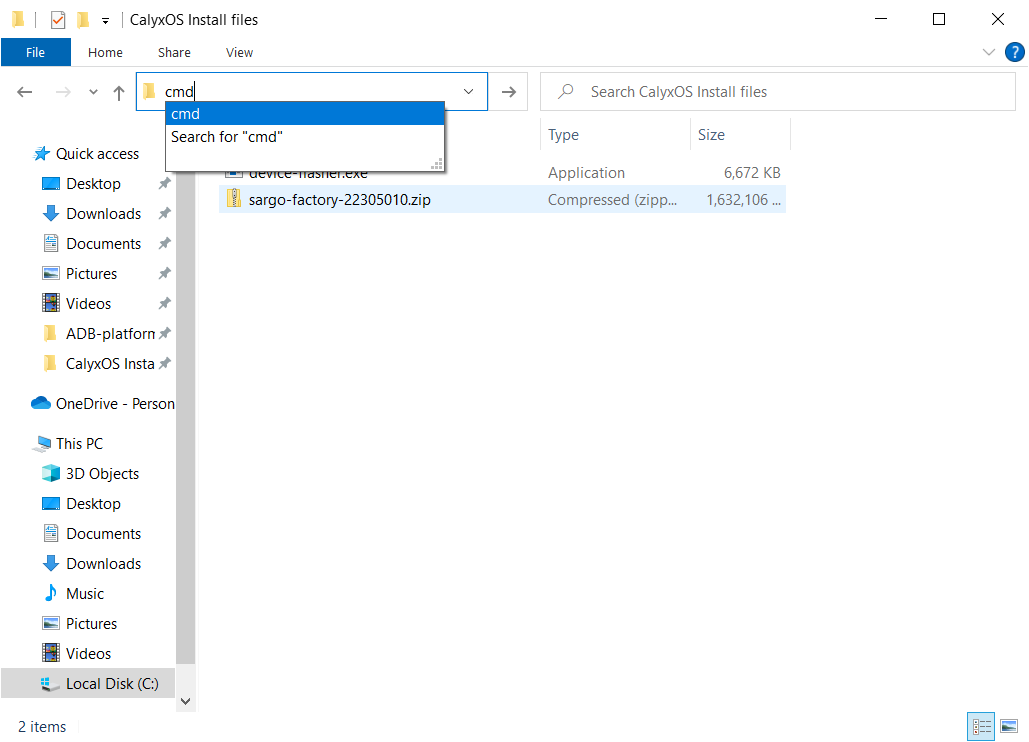 CalyxOS Install files
File Home Share View
cmd
Search CalyxOS Install files
cmd
Search for "cmd"
Type Size
device-flasher.exe Application 6,672 KB
sargo-factory-22305010.zip Compressed (zipp... 1,632,106 ...
Quick access
Desktop
Downloads
Documents
Pictures
Videos
ADB-platforn
CalyxOS Insta
OneDrive - Person
This PC
3D Objects
Desktop
Documents
Downloads
Music
Pictures
Videos
Local Disk (C:)
2 items